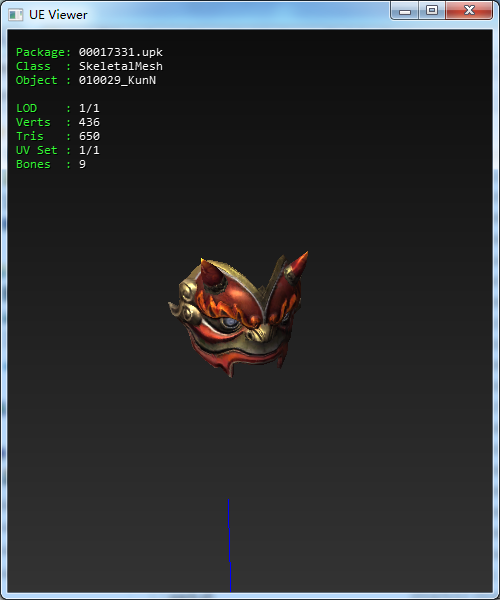 UE Viewer
Package: 00017331.upk
Class : SkeletalMesh
Object : 010029_KunN
LOD : 1/1
Verts : 436
Tris : 650
UV Set : 1/1
Bones : 9